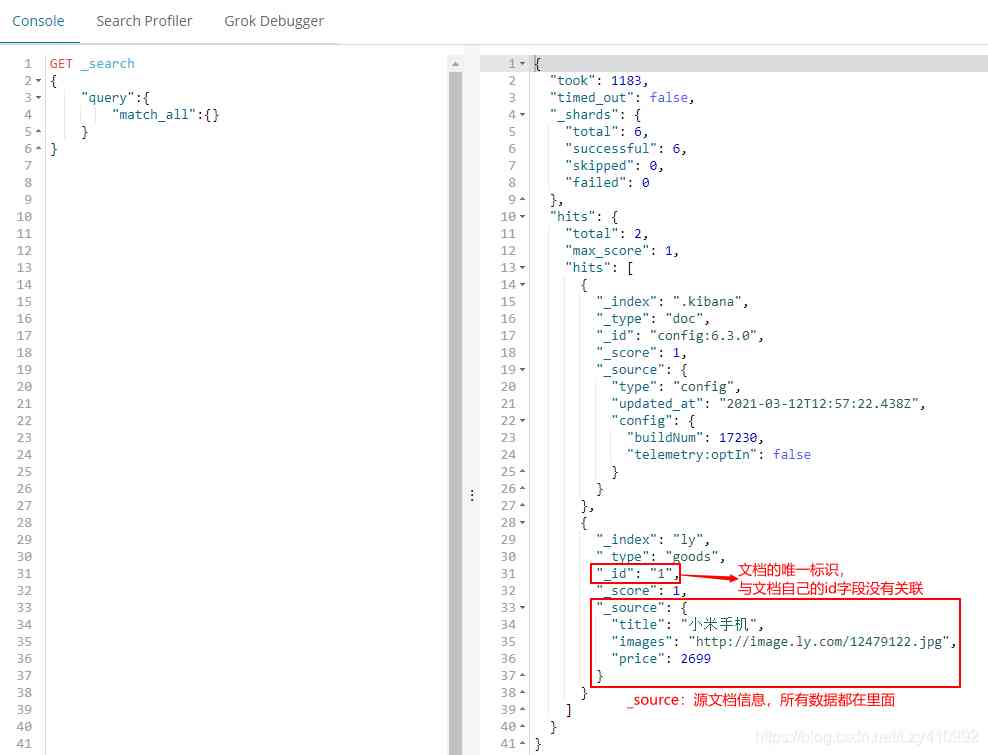 Console Search Profiler Grok Debugger
1 GET _search
2 {
3 "query":{
4 "match_all":{}
5 }
6 }
7
8
9
10
11
12
13
14
15
16
17
18
19
20
21
22
23
24
25
26
27
28
29
30
31
32
33
34
35
36
37
38
39
40
41
1 {
2 "took": 1183,
3 "timed_out": false,
4 "_shards": {
5 "total": 6,
6 "successful": 6,
7 "skipped": 0,
8 "failed": 0
9 },
10 "hits": {
11 "total": 2,
12 "max_score": 1,
13 "hits": [
14 {
15 "_index": ".kibana",
16 "_type": "doc",
17 "_id": "config:6.3.0",
18 "_score": 1,
19 "_source": {
20 "type": "config",
21 "updated_at": "2021-03-12T12:57:22.438Z",
22 "config": {
23 "buildNum": 17230,
24 "telemetry:optIn": false
25 }
26 }
27 },
28 {
29 "_index": "ly",
30 "_type": "goods",
31 "_id": "1",
32 "_score": 1,
33 "_source": {
34 "title": "小米手机",
35 "images": "http://image.ly.com/12479122.jpg",
36 "price": 2699
37 }
38 }
39 ]
40 }
41 }
文档的唯一标识，
与文档自己的id字段没有关联
_source：源文档信息，所有数据都在里面